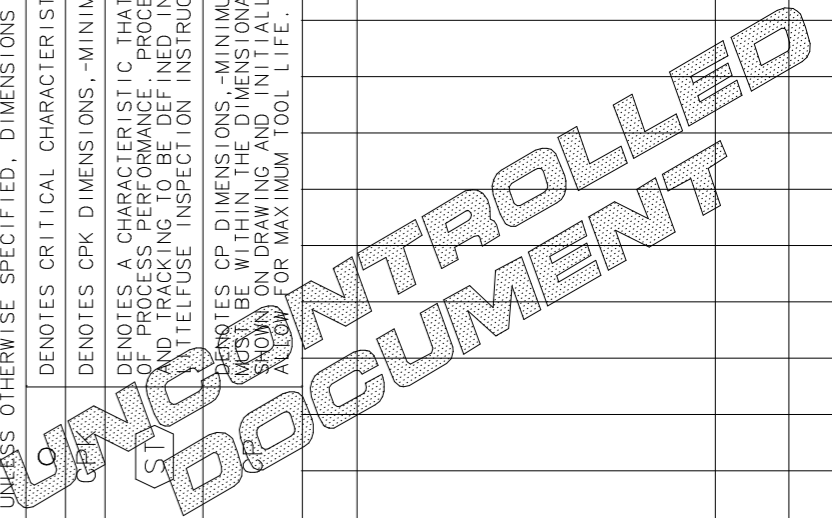 UNLESS OTHERWISE SPECIFIED, DIMENSIONS
DENOTES CRITICAL CHARACTERIST
CPK
DENOTES CPK DIMENSIONS,-MINIM
ST
DENOTES A CHARACTERISTIC THAT
OF PROCESS PERFORMANCE. PROCE
AND TRACKING TO BE DEFINED IN
LITTELFUSE INSPECTION INSTRUC
CP
DENOTES CP DIMENSIONS,-MINIMU
MUST BE WITHIN THE DIMENSIONA
SHOWN ON DRAWING AND INITIALL
ALLOW FOR MAXIMUM TOOL LIFE.
UNCONTROLLED
DOCUMENT